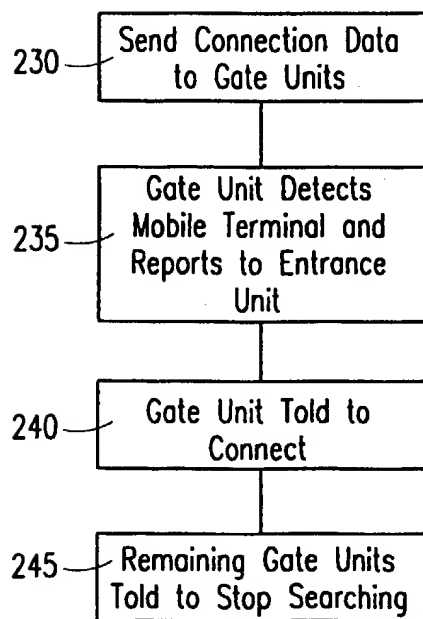 230
Send Connection Data
to Gate Units
235
Gate Unit Detects
Mobile Terminal and
Reports to Entrance
Unit
240
Gate Unit Told to
Connect
245
Remaining Gate Units
Told to Stop Searching